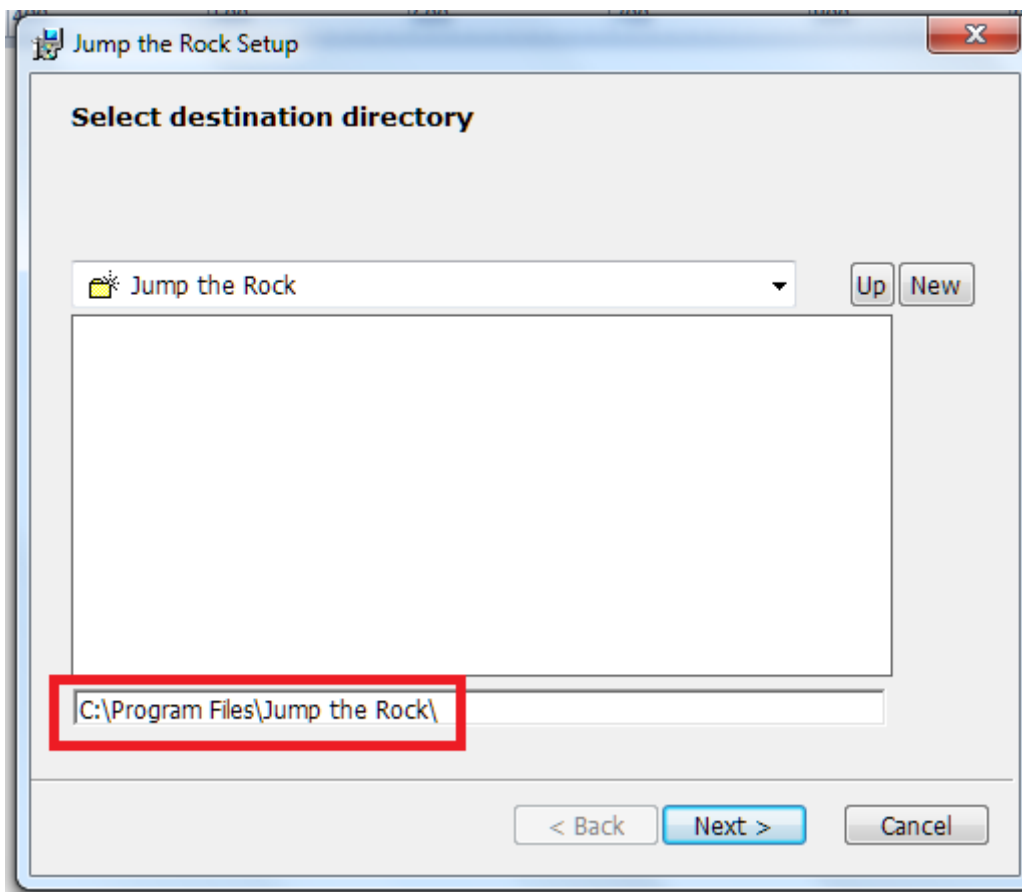 Jump the Rock Setup
Select destination directory
Jump the Rock
Up New
C:\Program Files\Jump the Rock\
< Back Next > Cancel